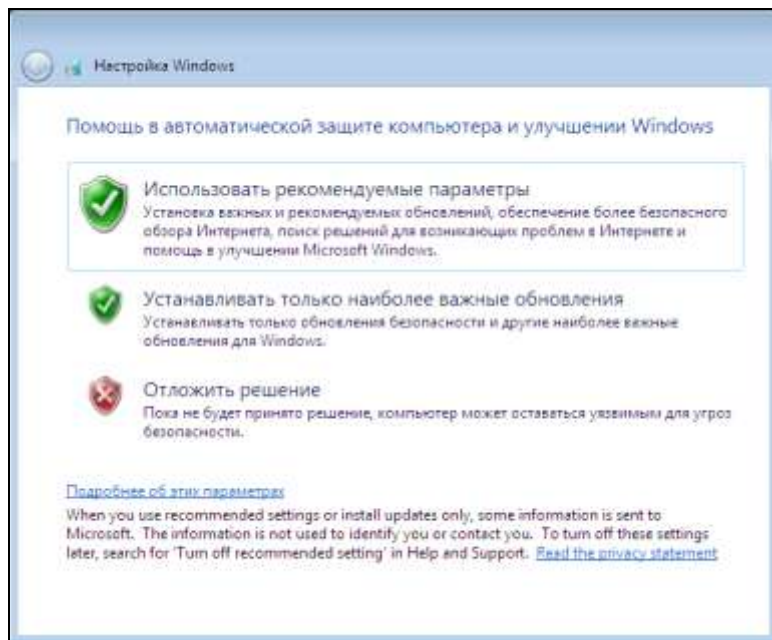 Настройка Windows
Помощь в автоматической защите компьютера и улучшении Windows
Использовать рекомендуемые параметры
Установка важных и рекомендуемых обновлений, обеспечение более безопасного
обзора Интернета, поиск решений для возникающих проблем в Интернете и
помощь в улучшении Microsoft Windows.
Устанавливать только наиболее важные обновления
Устанавливать только обновления безопасности и другие наиболее важные
обновления для Windows.
Отложить решение
Пока не будет принято решение, компьютер может оставаться уязвимым для угроз
безопасности.
Подробнее об этих параметрах
When you use recommended settings or install updates only, some information is sent to
Microsoft. The information is not used to identify you or contact you. To turn off these settings
later, search for 'Turn off recommended setting' in Help and Support. Read the privacy statement